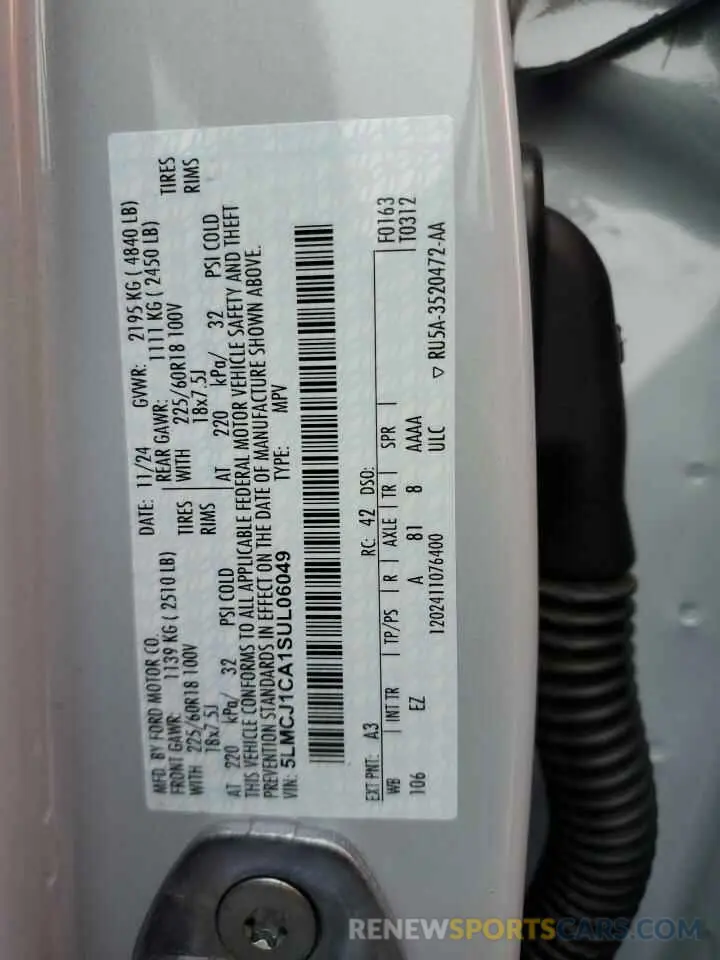 MFD. BY FORD MOTOR CO. DATE: 11/24 GVWR: 2195 KG ( 4840 LB)
FRONT GAWR: 1139 KG ( 2510 LB) REAR GAWR: 1111 KG ( 2450 LB)
WITH 225/60R18 100V TIRES WITH 225/60R18 100V TIRES
18x7.5J RIMS 18x7.5J RIMS
AT 220 kPa/ 32 PSI COLD AT 220 kPa/ 32 PSI COLD
THIS VEHICLE CONFORMS TO ALL APPLICABLE FEDERAL MOTOR VEHICLE SAFETY AND THEFT
PREVENTION STANDARDS IN EFFECT ON THE DATE OF MANUFACTURE SHOWN ABOVE.
VIN: 5LMCJ1CA1SUL06049 TYPE: MPV
EXT PNT: A3 RC: 42 DSO: F0163
WB INT TR TP/PS R AXLE TR SPR T0312
106 EZ A 81 8 AAAA
1202411076400 ULC ▽ RU5A-3520472-AA
RENEWSPORTSCARS.COM